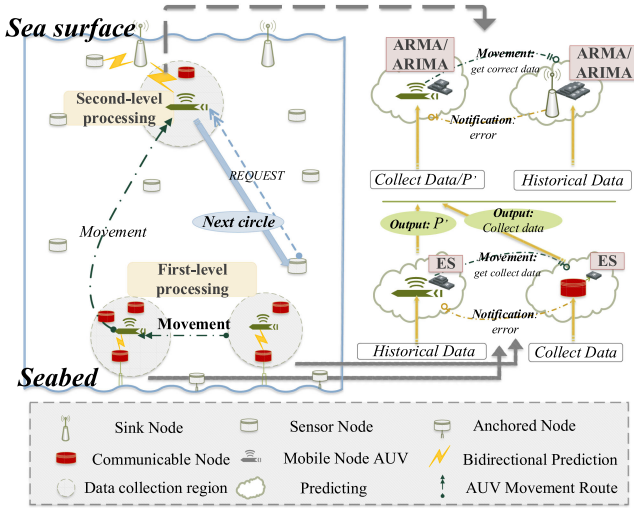 Sea surface
Second-level
processing
REQUEST
Movement
Next circle
First-level
processing
Movement
Seabed
ARMA/
ARIMA
Movement:
get correct data
ARMA/
ARIMA
Notification:
error
Collect Data/P'
Historical Data
Output: P'
Output:
Collect data
ES
Movement:
get collect data
ES
Notification:
error
Historical Data
Collect Data
Sink Node
Sensor Node
Anchored Node
Communicable Node
Mobile Node AUV
Bidirectional Prediction
Data collection region
Predicting
AUV Movement Route